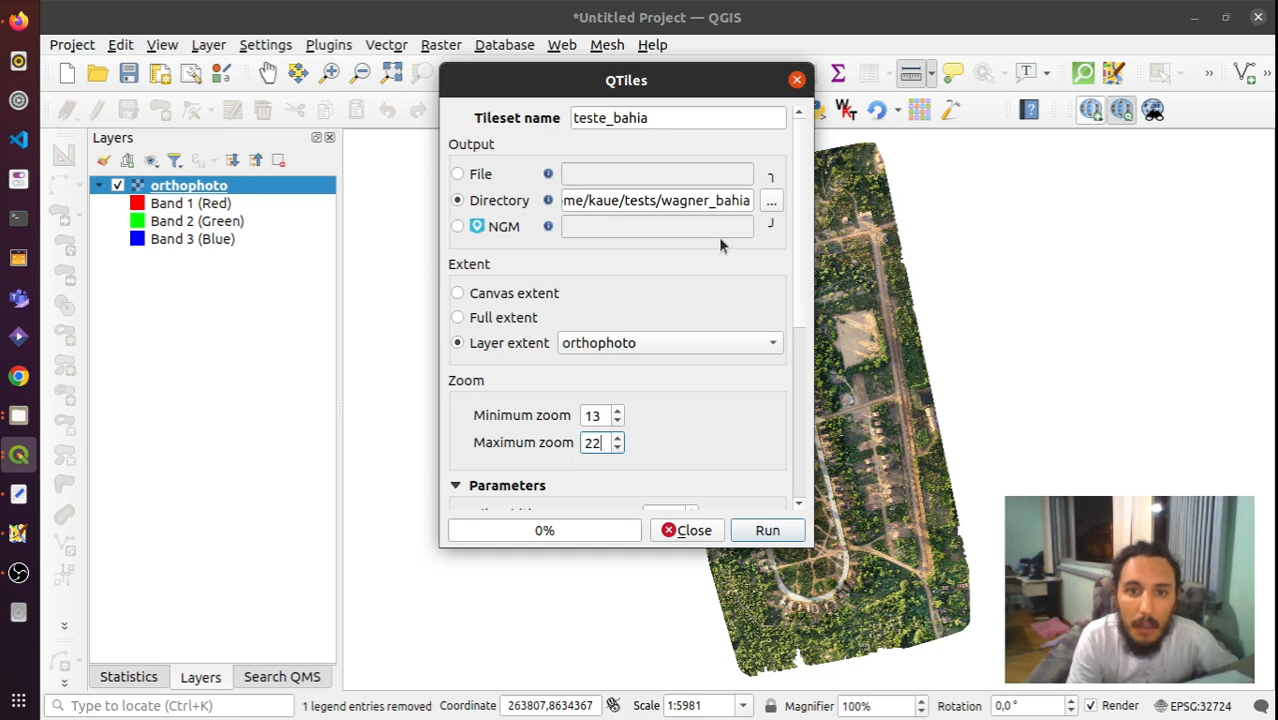 *Untitled Project — QGIS
Project Edit View Layer Settings Plugins Vector Raster Database Web Mesh Help
QTiles
Layers
Tileset name teste_bahia
Output
File
orthophoto
Directory me/kaue/tests/wagner_bahia ...
Band 1 (Red)
Band 2 (Green)
NGM
Band 3 (Blue)
Extent
Canvas extent
Full extent
Layer extent orthophoto
Zoom
Minimum zoom 13
Maximum zoom 22
Parameters
0% Close Run
Statistics Layers Search QMS
Type to locate (Ctrl+K) 1 legend entries removed Coordinate 263807,8634367 Scale 1:5981 Magnifier 100% Rotation 0,0 ° Render EPSG:32724